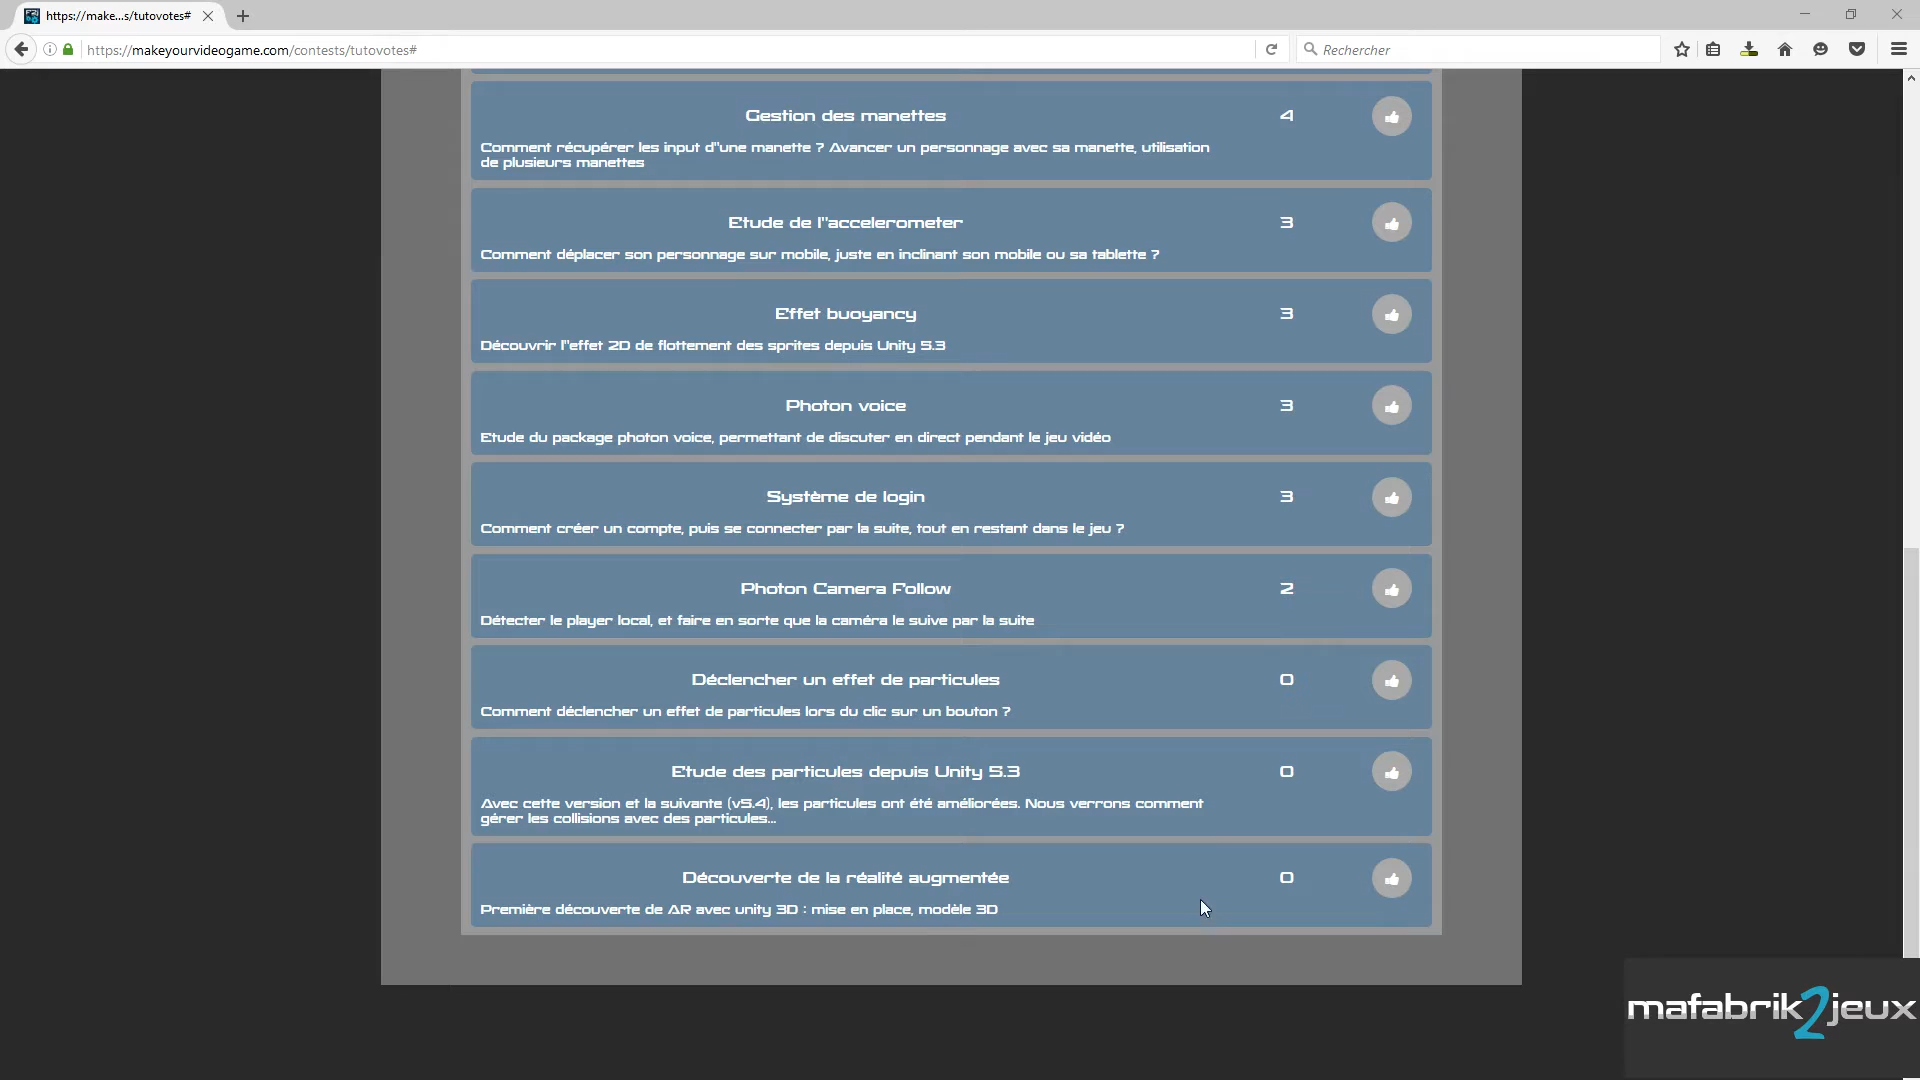 https://make...s/tutovotes#
https://makeyourvideogame.com/contests/tutovotes#
Rechercher
Gestion des manettes 4
Comment récupérer les input d''une manette ? Avancer un personnage avec sa manette, utilisation
de plusieurs manettes
Etude de l''accelerometer 3
Comment déplacer son personnage sur mobile, juste en inclinant son mobile ou sa tablette ?
Effet buoyancy 3
Découvrir l''effet 2D de flottement des sprites depuis Unity 5.3
Photon voice 3
Etude du package photon voice, permettant de discuter en direct pendant le jeu vidéo
Système de login 3
Comment créer un compte, puis se connecter par la suite, tout en restant dans le jeu ?
Photon Camera Follow 2
Détecter le player local, et faire en sorte que la caméra le suive par la suite
Déclencher un effet de particules 0
Comment déclencher un effet de particules lors du clic sur un bouton ?
Etude des particules depuis Unity 5.3 0
Avec cette version et la suivante (v5.4), les particules ont été améliorées. Nous verrons comment
gérer les collisions avec des particules...
Découverte de la réalité augmentée 0
Première découverte de AR avec unity 3D : mise en place, modèle 3D
mafabrik2jeux